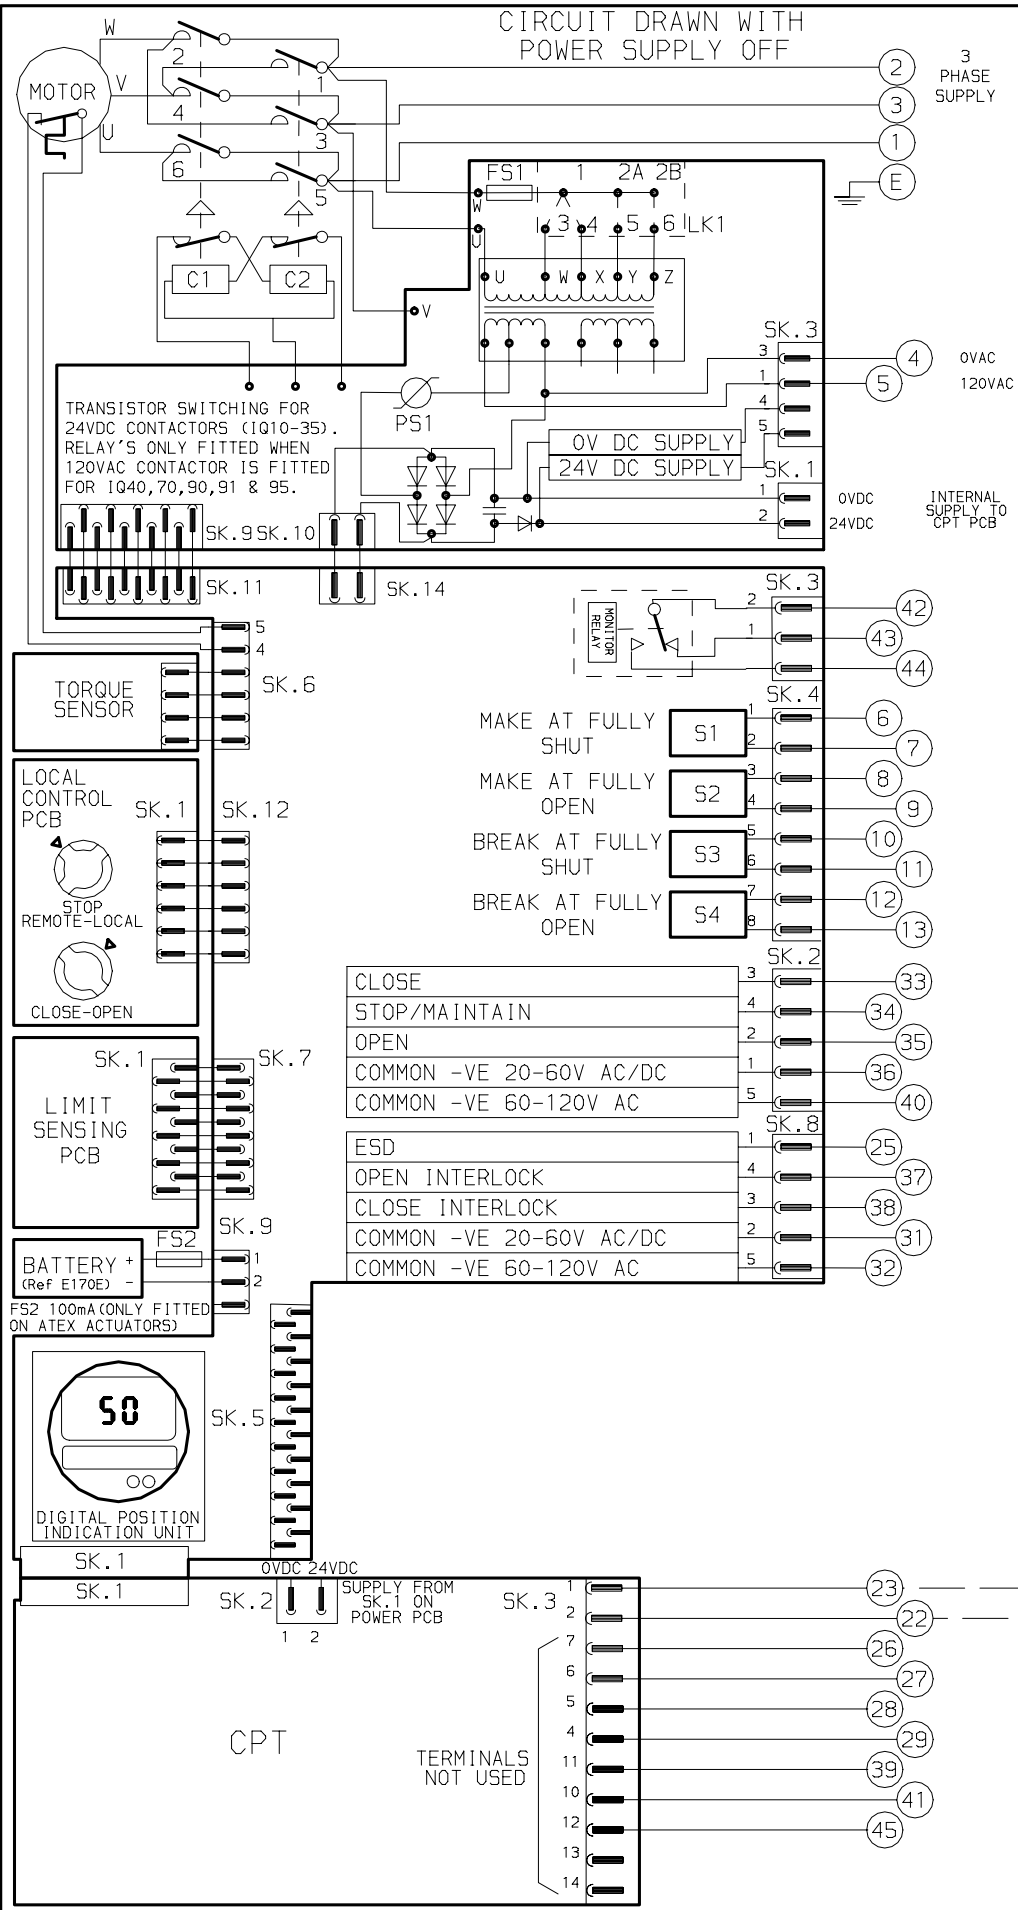 CIRCUIT DRAWN WITH
POWER SUPPLY OFF
W
2
1
2
3
PHASE
SUPPLY
MOTOR
V
4
3
3
U
6
5
1
FS1
1
2A
2B
E
W
3
4
5
6
LK1
U
C1
C2
U
W
X
Y
Z
V
SK.3
3
4
0VAC
1
5
120VAC
PS1
4
5
0V DC SUPPLY
24V DC SUPPLY
TRANSISTOR SWITCHING FOR
24VDC CONTACTORS (IQ10-35).
RELAY'S ONLY FITTED WHEN
120VAC CONTACTOR IS FITTED
FOR IQ40,70,90,91 & 95.
SK.1
1
0VDC
2
24VDC
INTERNAL
SUPPLY TO
CPT PCB
SK.9
SK.10
SK.11
SK.14
SK.3
MONITOR
RELAY
2
42
1
43
44
5
4
SK.6
TORQUE
SENSOR
SK.4
MAKE AT FULLY
SHUT
S1
1
6
2
7
MAKE AT FULLY
OPEN
S2
3
8
4
9
BREAK AT FULLY
SHUT
S3
5
10
6
11
BREAK AT FULLY
OPEN
S4
7
12
8
13
LOCAL
CONTROL
PCB
SK.1
SK.12
STOP
REMOTE-LOCAL
CLOSE-OPEN
SK.2
CLOSE
3
33
STOP/MAINTAIN
4
34
OPEN
2
35
COMMON -VE 20-60V AC/DC
1
36
COMMON -VE 60-120V AC
5
40
SK.1
SK.7
LIMIT
SENSING
PCB
SK.8
ESD
1
25
OPEN INTERLOCK
4
37
CLOSE INTERLOCK
3
38
COMMON -VE 20-60V AC/DC
2
31
COMMON -VE 60-120V AC
5
32
SK.9
FS2
BATTERY
(Ref E170E)
+
-
1
2
FS2 100mA(ONLY FITTED
ON ATEX ACTUATORS)
50
SK.5
DIGITAL POSITION
INDICATION UNIT
SK.1
SK.1
0VDC 24VDC
SK.2
1
2
SUPPLY FROM
SK.1 ON
POWER PCB
SK.3
1
23
2
22
7
26
6
27
5
28
4
29
11
39
10
41
12
45
13
14
CPT
TERMINALS
NOT USED